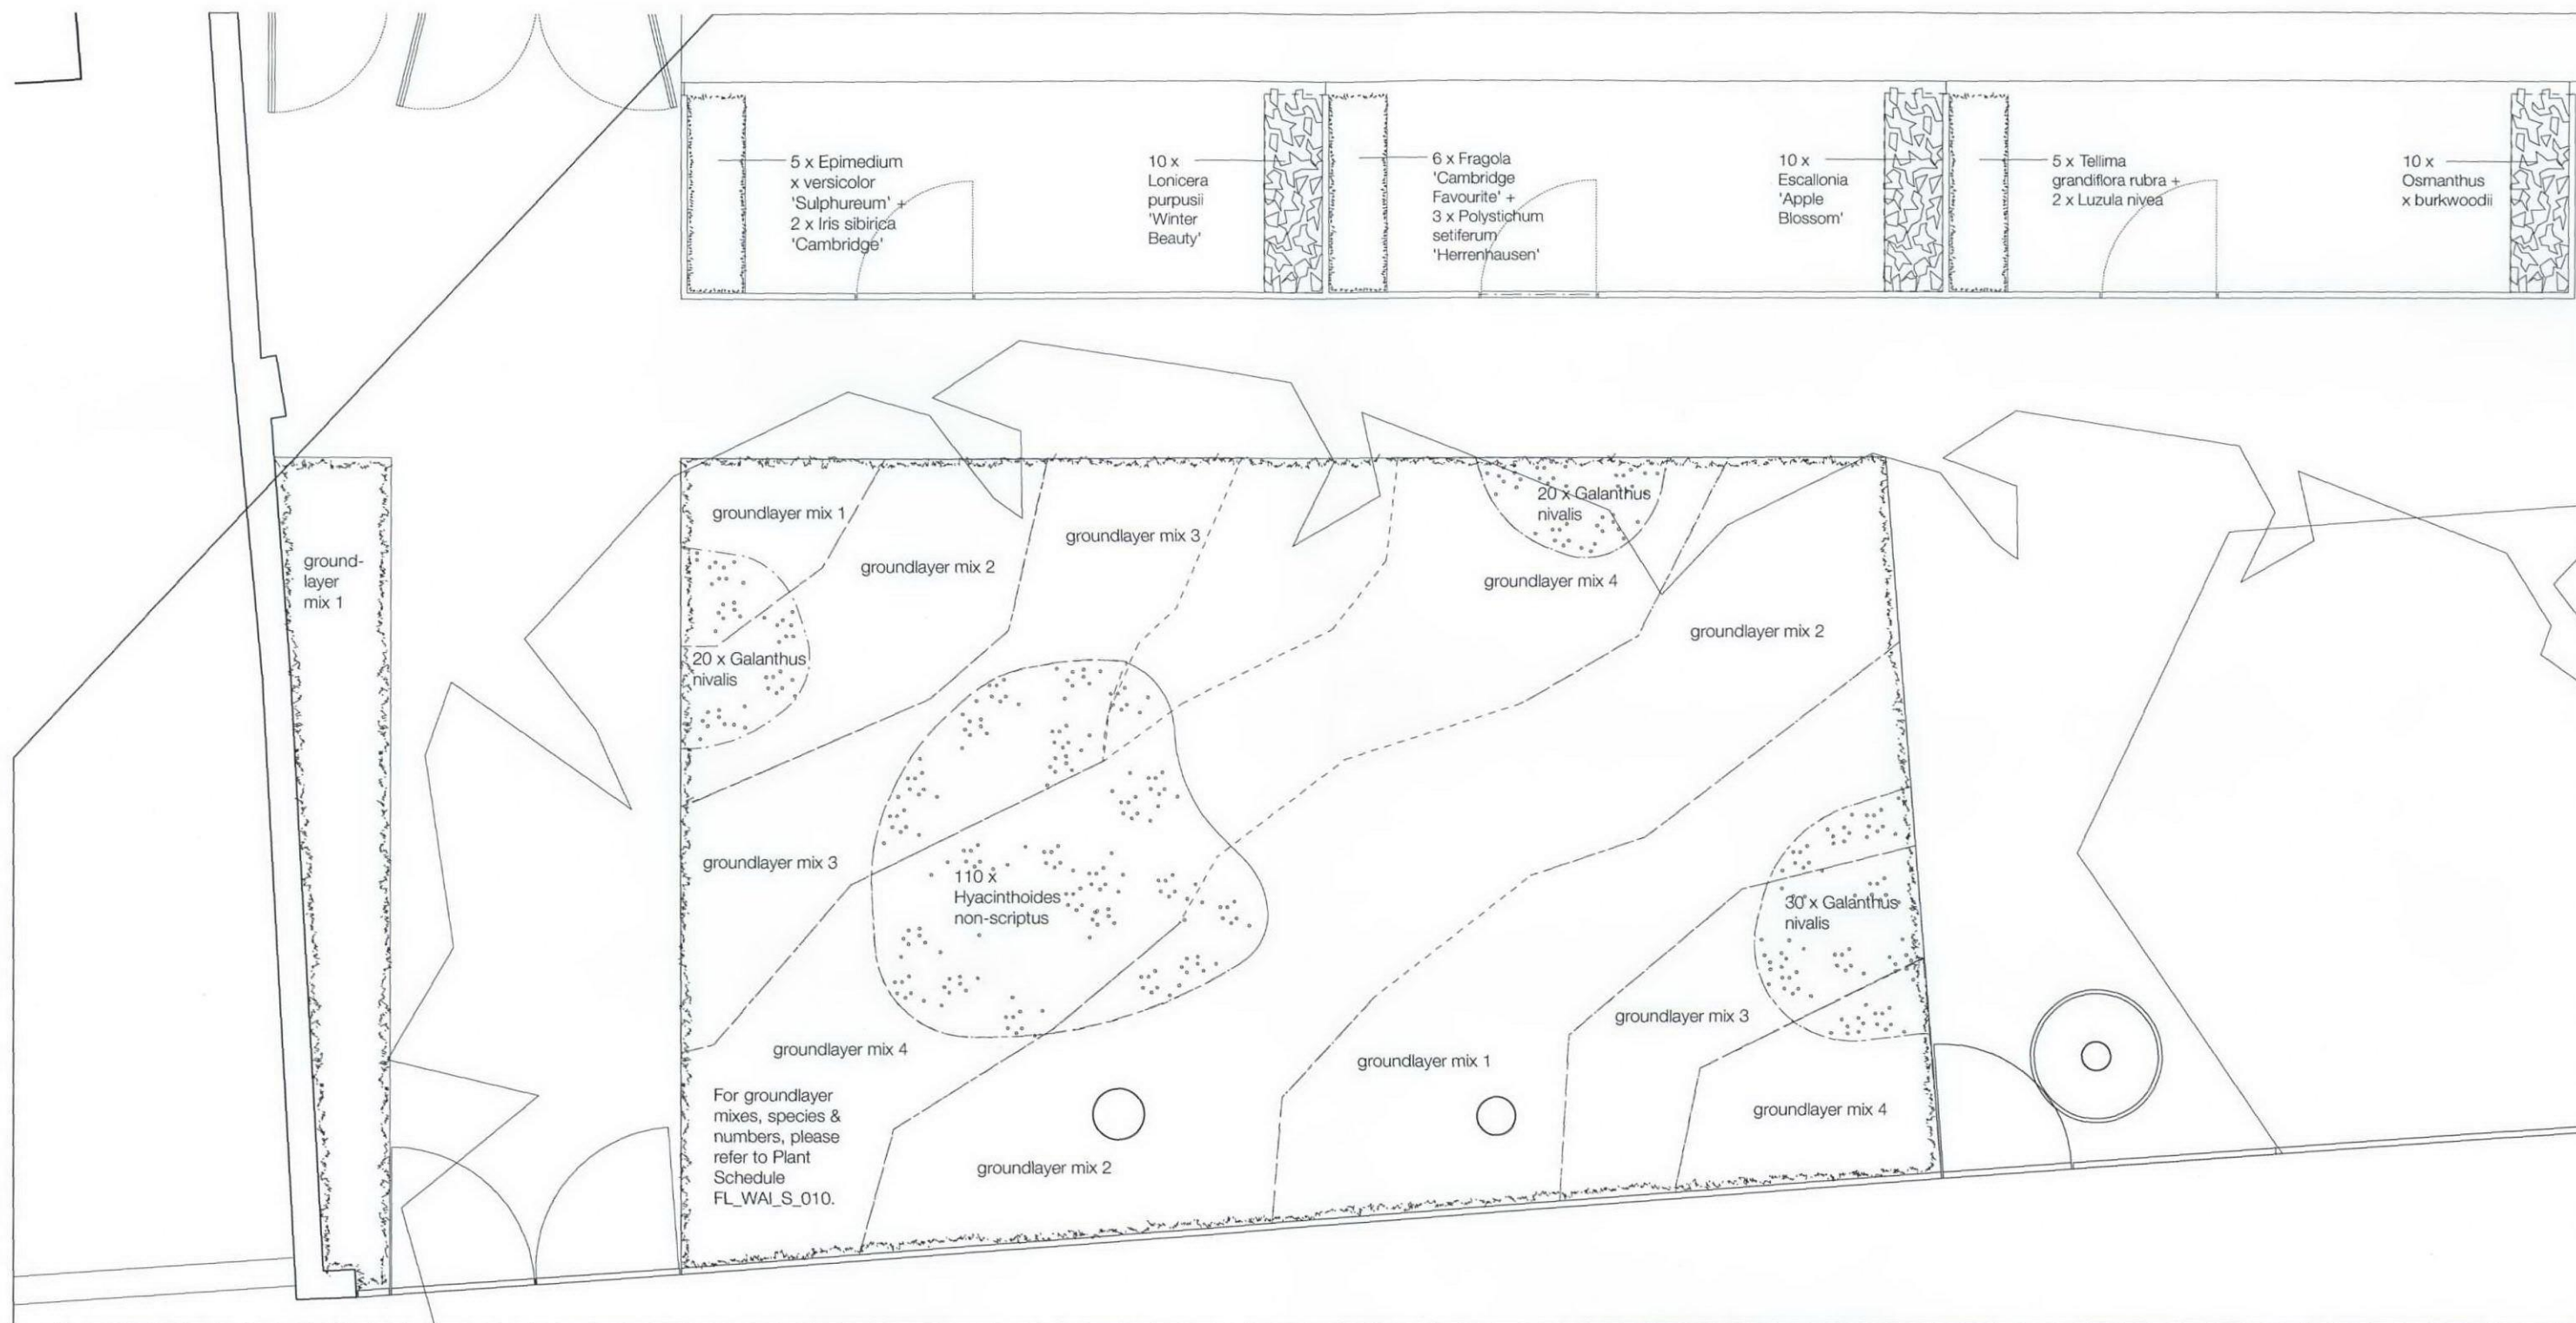 5 x Epimedium
x versicolor
'Sulphureum' +
2 x Iris sibirica
'Cambridge'
10 x
Lonicera
purpusii
'Winter
Beauty'
6 x Fragola
'Cambridge
Favourite' +
3 x Polystichum
setiferum
'Herrenhausen'
10 x
Escallonia
'Apple
Blossom'
5 x Tellima
grandiflora rubra +
2 x Luzula nivea
10 x
Osmanthus
x burkwoodii
ground-
layer
mix 1
groundlayer mix 1
groundlayer mix 2
groundlayer mix 3
20 x Galanthus
nivalis
groundlayer mix 4
groundlayer mix 2
20 x Galanthus
nivalis
groundlayer mix 3
110 x
Hyacinthoides
non-scriptus
30 x Galanthus
nivalis
groundlayer mix 3
groundlayer mix 4
groundlayer mix 1
groundlayer mix 4
For groundlayer
mixes, species &
numbers, please
refer to Plant
Schedule
FL_WAI_S_010.
groundlayer mix 2